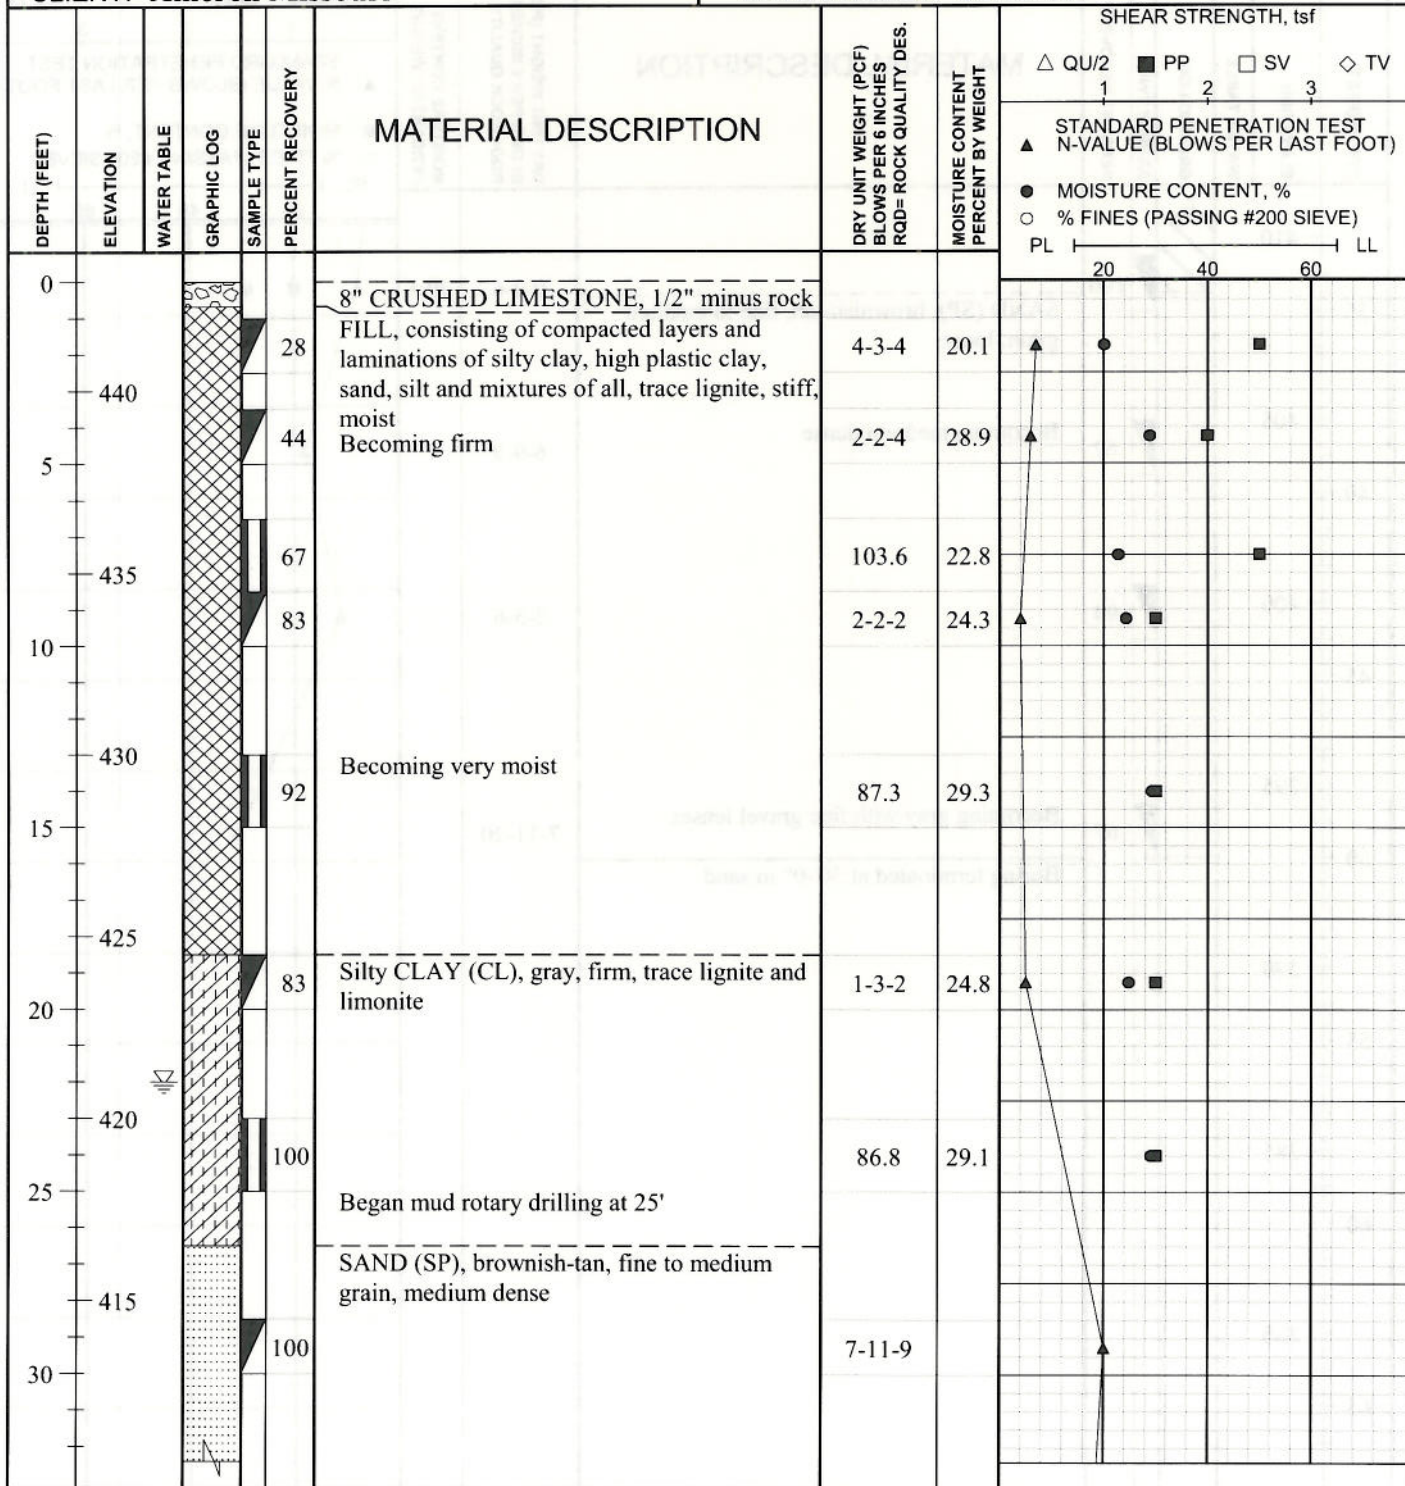 SHEAR STRENGTH, tsf
△ QU/2 ■ PP □ SV ◇ TV
1 2 3
STANDARD PENETRATION TEST
▲ N-VALUE (BLOWS PER LAST FOOT)
● MOISTURE CONTENT, %
○ % FINES (PASSING #200 SIEVE)
PL LL
20 40 60
DEPTH (FEET)
ELEVATION
WATER TABLE
GRAPHIC LOG
SAMPLE TYPE
PERCENT RECOVERY
MATERIAL DESCRIPTION
DRY UNIT WEIGHT (PCF)
BLOWS PER 6 INCHES
RQD= ROCK QUALITY DES.
MOISTURE CONTENT
PERCENT BY WEIGHT
0
8" CRUSHED LIMESTONE, 1/2" minus rock
FILL, consisting of compacted layers and
28 laminations of silty clay, high plastic clay, 4-3-4 20.1
440 sand, silt and mixtures of all, trace lignite, stiff,
moist
44 Becoming firm 2-2-4 28.9
5
67 103.6 22.8
435
83 2-2-2 24.3
10
430 Becoming very moist
92 87.3 29.3
15
425
Silty CLAY (CL), gray, firm, trace lignite and
83 limonite 1-3-2 24.8
20
420
100 86.8 29.1
25 Began mud rotary drilling at 25'
SAND (SP), brownish-tan, fine to medium
415 grain, medium dense
100 7-11-9
30